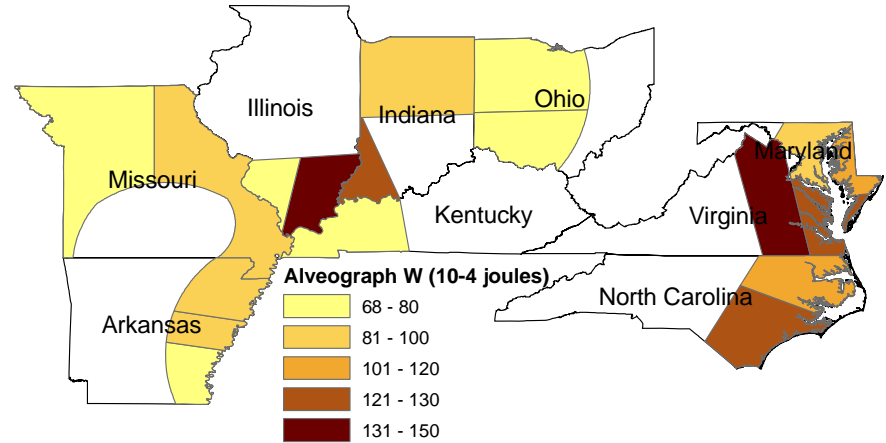 Illinois
Indiana
Ohio
Maryland
Missouri
Kentucky
Virginia
North Carolina
Arkansas
Alveograph W (10-4 joules)
68 - 80
81 - 100
101 - 120
121 - 130
131 - 150